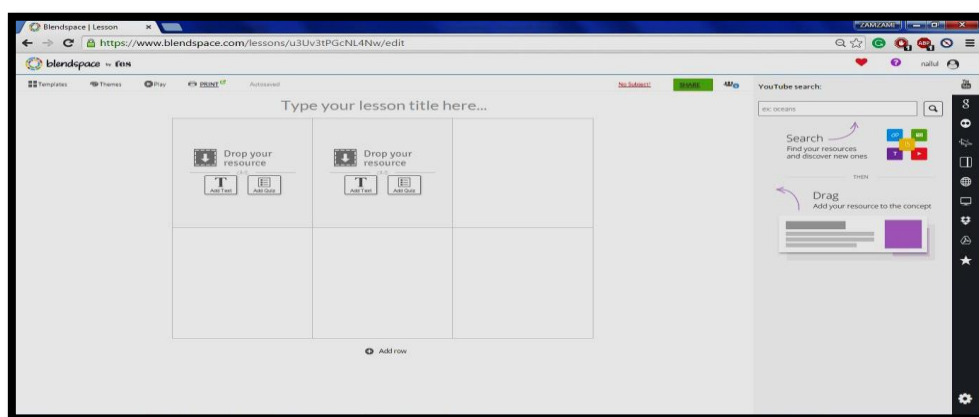 Blendspace | Lesson
"ZAMZAMI"
https://www.blendspace.com/lessons/u3Uv3tPGcNL4Nw/edit
blendspace
nailul
Templates Themes Play PRINT Autosaved No Subject! SHARE
YouTube search:
Type your lesson title here...
ex: oceans
Drop your resource
Add Text Add Quiz
Drop your resource
Add Text Add Quiz
Search
Find your resources
and discover new ones
THEN
Drag
Add your resource to the concept
Add row